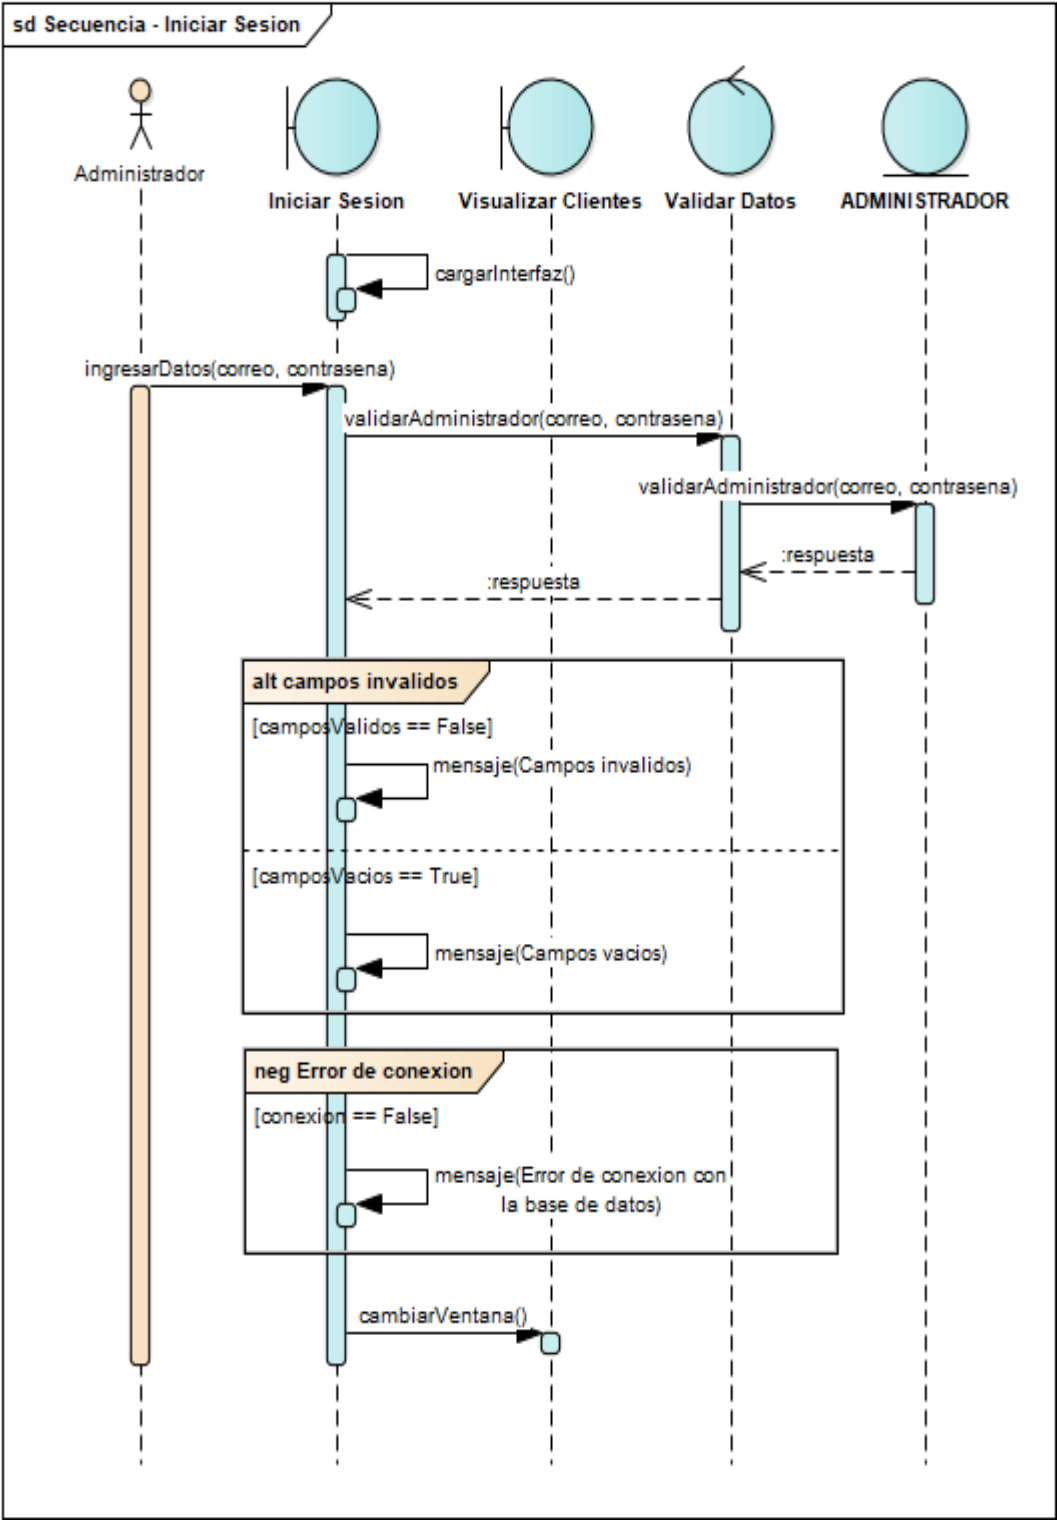 sd Secuencia - Iniciar Sesion
Administrador
Iniciar Sesion
Visualizar Clientes
Validar Datos
ADMINISTRADOR
cargarInterfaz()
ingresarDatos(correo, contrasena)
validarAdministrador(correo, contrasena)
validarAdministrador(correo, contrasena)
:respuesta
:respuesta
alt campos invalidos
[camposValidos == False]
mensaje(Campos invalidos)
[camposVacios == True]
mensaje(Campos vacios)
neg Error de conexion
[conexion == False]
mensaje(Error de conexion con
la base de datos)
cambiarVentana()